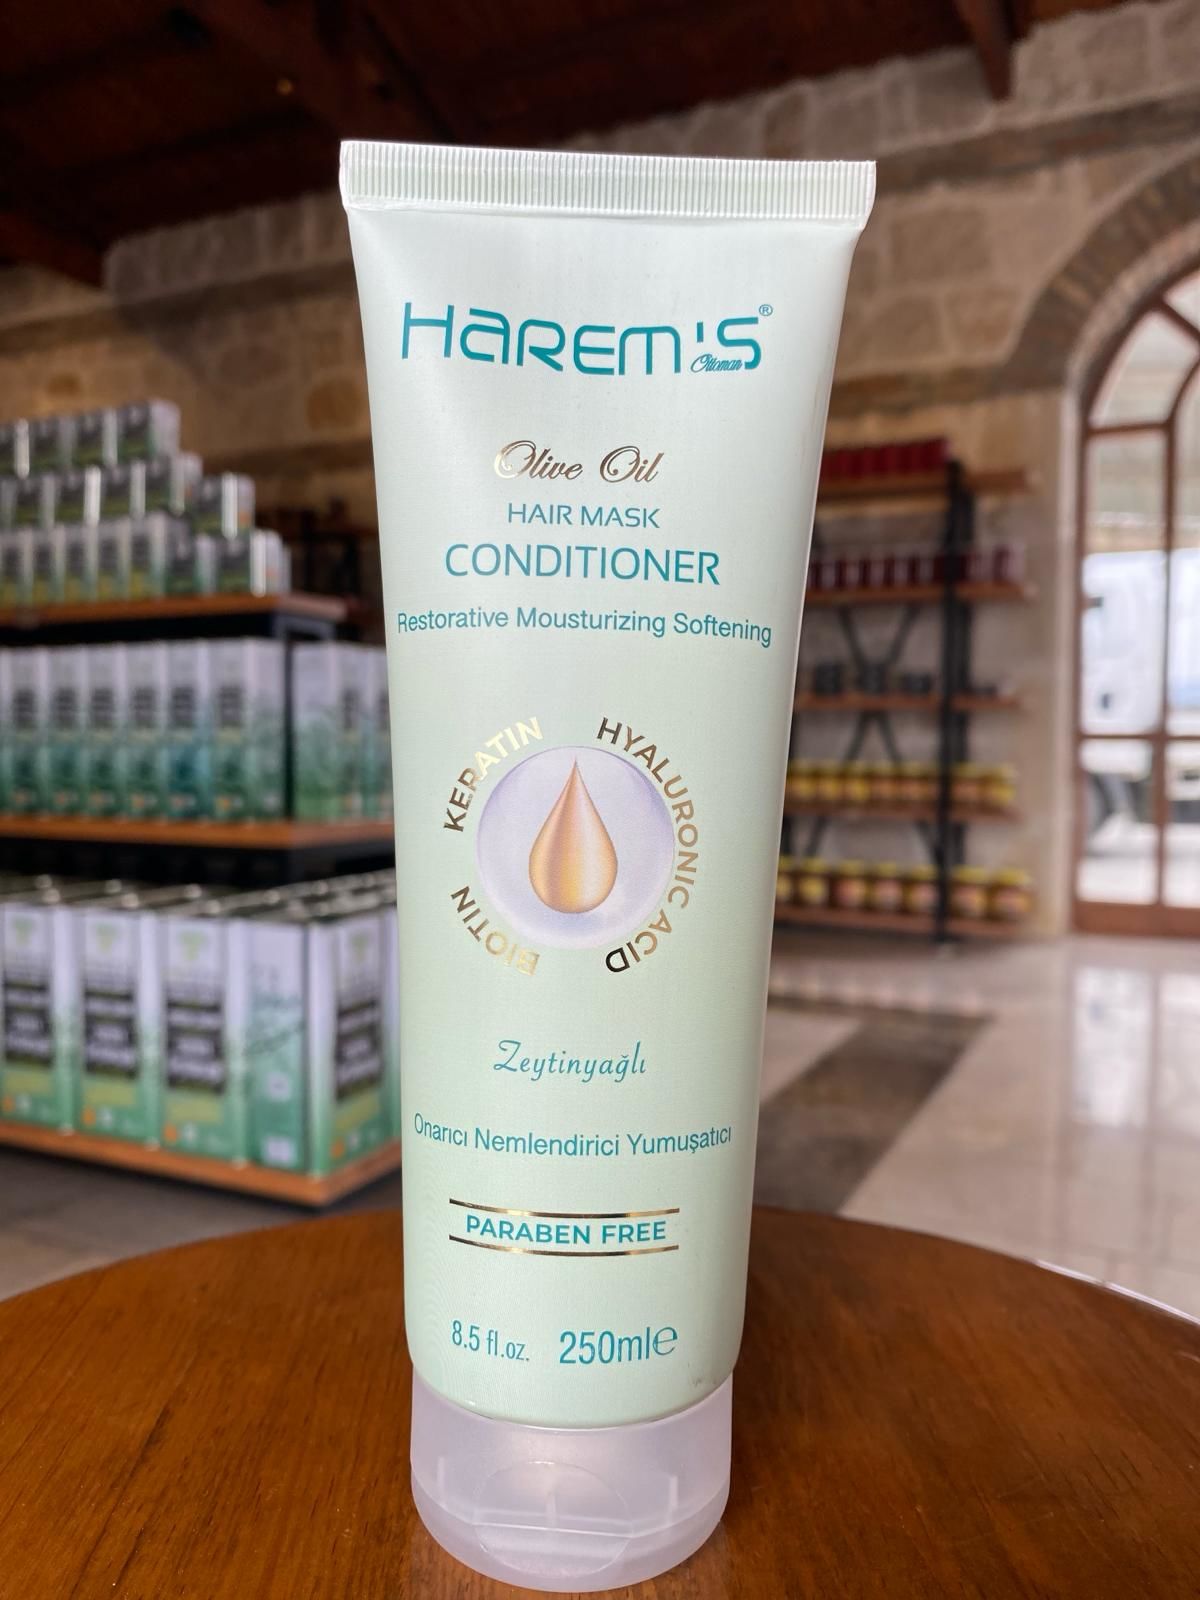 HAREM'S®
Ottoman
Olive Oil
HAIR MASK
CONDITIONER
Restorative Mousturizing Softening
KERATIN
HYALURONIC ACID
BIOTIN
Zeytinyağlı
Onarıcı Nemlendirici Yumuşatıcı
PARABEN FREE
8.5 fl.oz. 250ml℮